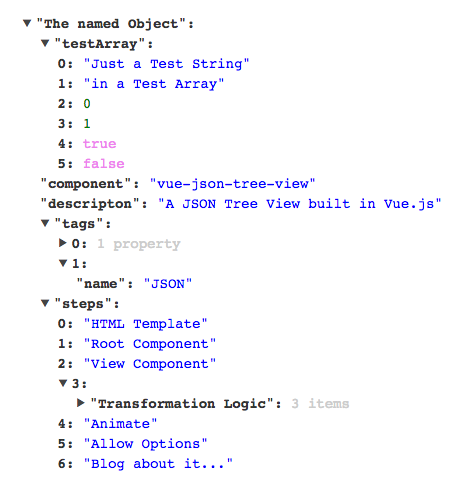 "The named Object":
"testArray":
0: "Just a Test String"
1: "in a Test Array"
2: 0
3: 1
4: true
5: false
"component": "vue-json-tree-view"
"descripton": "A JSON Tree View built in Vue.js"
"tags":
0: 1 property
1:
"name": "JSON"
"steps":
0: "HTML Template"
1: "Root Component"
2: "View Component"
3:
"Transformation Logic": 3 items
4: "Animate"
5: "Allow Options"
6: "Blog about it..."